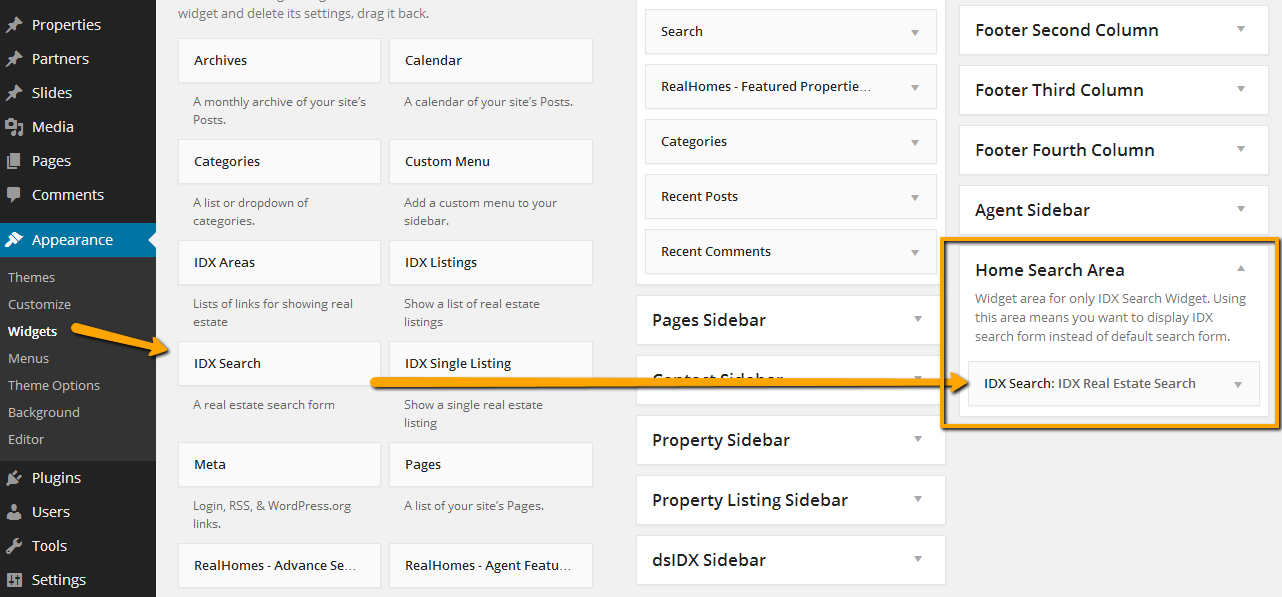 Properties
Partners
Slides
Media
Pages
Comments
Appearance
Themes
Customize
Widgets
Menus
Theme Options
Background
Editor
Plugins
Users
Tools
Settings
widget and delete its settings, drag it back.
Archives
A monthly archive of your site's
Posts.
Calendar
A calendar of your site's Posts.
Categories
A list or dropdown of
categories.
Custom Menu
Add a custom menu to your
sidebar.
IDX Areas
Lists of links for showing real
estate
IDX Listings
Show a list of real estate
listings
IDX Search
A real estate search form
IDX Single Listing
Show a single real estate
listing
Meta
Login, RSS, & WordPress.org
links.
Pages
A list of your site's Pages.
RealHomes - Advance Se...
RealHomes - Agent Featu...
Search
RealHomes - Featured Propertie...
Categories
Recent Posts
Recent Comments
Pages Sidebar
Contact Sidebar
Property Sidebar
Property Listing Sidebar
dsIDX Sidebar
Footer Second Column
Footer Third Column
Footer Fourth Column
Agent Sidebar
Home Search Area
Widget area for only IDX Search Widget. Using
this area means you want to display IDX
search form instead of default search form.
IDX Search: IDX Real Estate Search